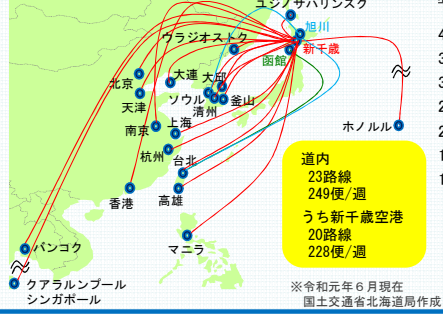 ユジノサハリンスク
旭川
ウラジオストク
新千歳
函館
北京
大連
大邱
天津
ソウル
釜山
清州
南京
上海
ホノルル
杭州
台北
香港
高雄
マニラ
バンコク
クアラルンプール
シンガポール
道内
23路線
249便/週
うち新千歳空港
20路線
228便/週
※令和元年6月現在
国土交通省北海道局作成